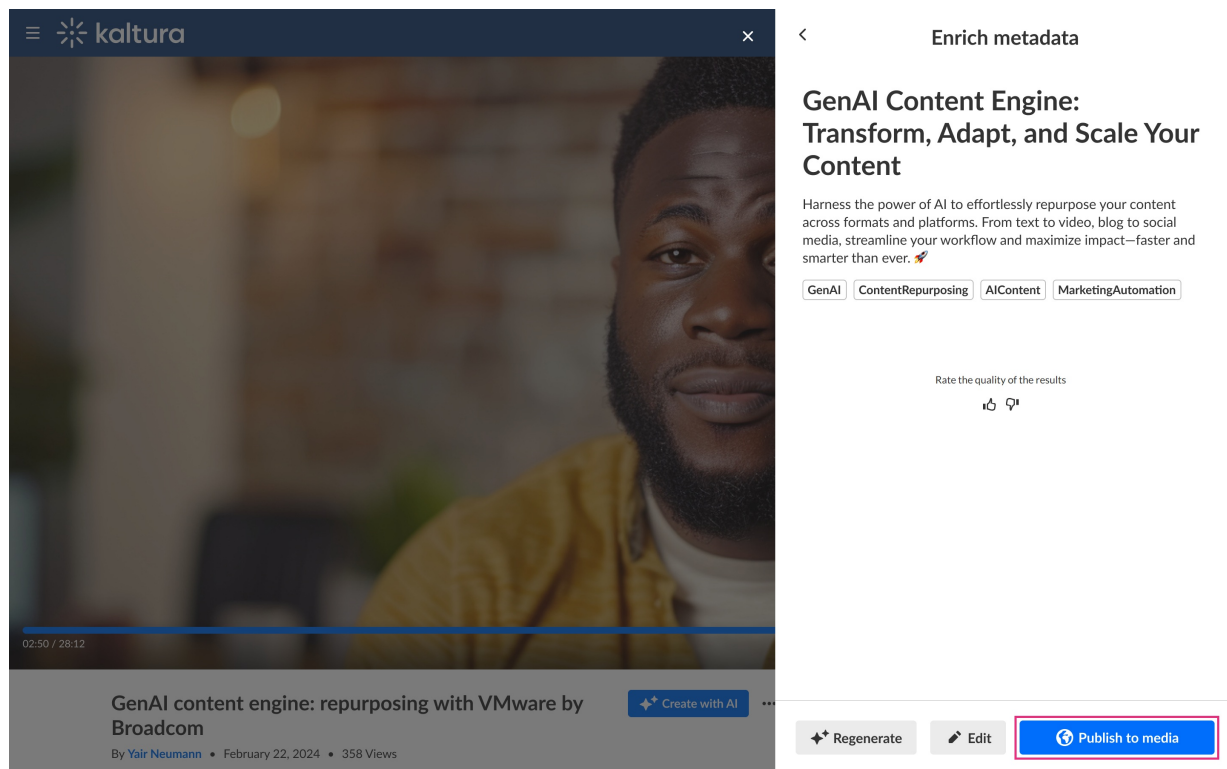 kaltura
Enrich metadata
GenAI Content Engine:
Transform, Adapt, and Scale Your
Content
Harness the power of AI to effortlessly repurpose your content
across formats and platforms. From text to video, blog to social
media, streamline your workflow and maximize impact—faster and
smarter than ever. 🚀
GenAI ContentRepurposing AIContent MarketingAutomation
Rate the quality of the results
02:50 / 28:12
GenAI content engine: repurposing with VMware by
Broadcom
Create with AI
By Yair Neumann • February 22, 2024 • 358 Views
Regenerate Edit Publish to media